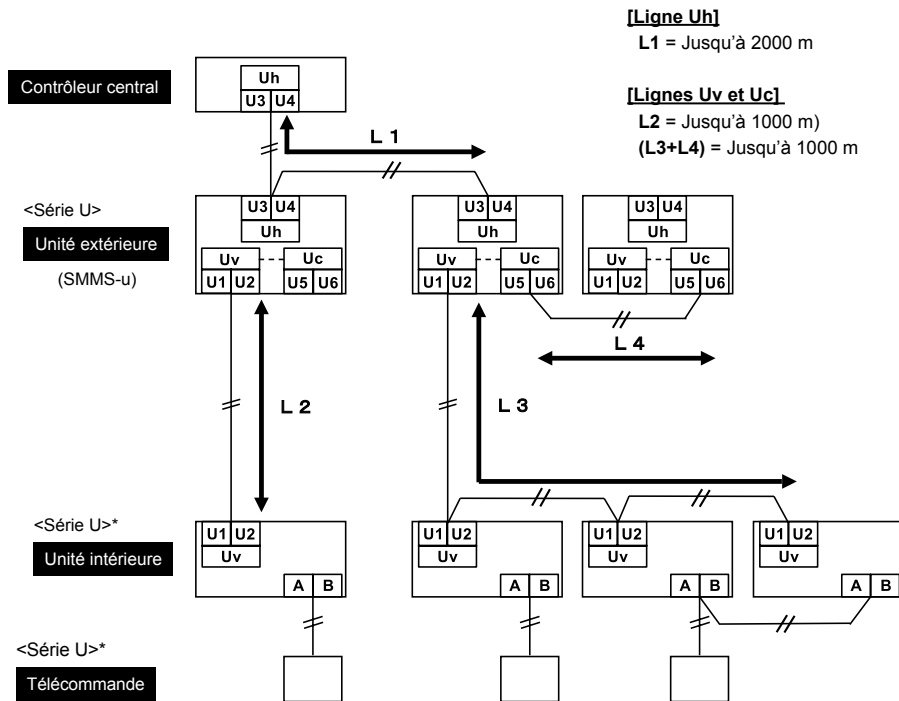 [Ligne Uh]
L1 = Jusqu'à 2000 m
[Lignes Uv et Uc]
L2 = Jusqu'à 1000 m)
(L3+L4) = Jusqu'à 1000 m
Contrôleur central
Uh
U3 U4
L 1
<Série U>
Unité extérieure
(SMMS-u)
U3 U4
Uh
Uv Uc
U1 U2 U5 U6
U3 U4
Uh
Uv Uc
U1 U2 U5 U6
U3 U4
Uh
Uv Uc
U1 U2 U5 U6
L 4
L 2
L 3
<Série U>*
Unité intérieure
U1 U2
Uv
A B
U1 U2
Uv
A B
U1 U2
Uv
A B
U1 U2
Uv
A B
<Série U>*
Télécommande